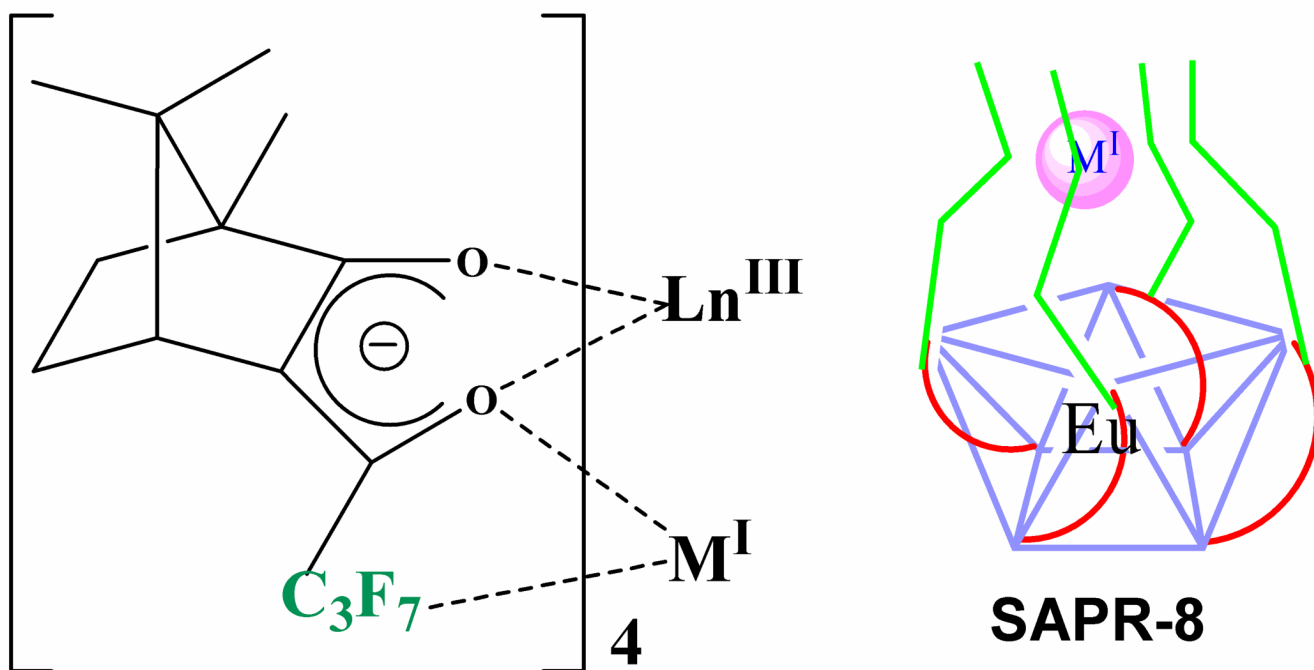 O
Ln^III
O
M^I
C₃F₇
4
M^I
Eu
SAPR-8